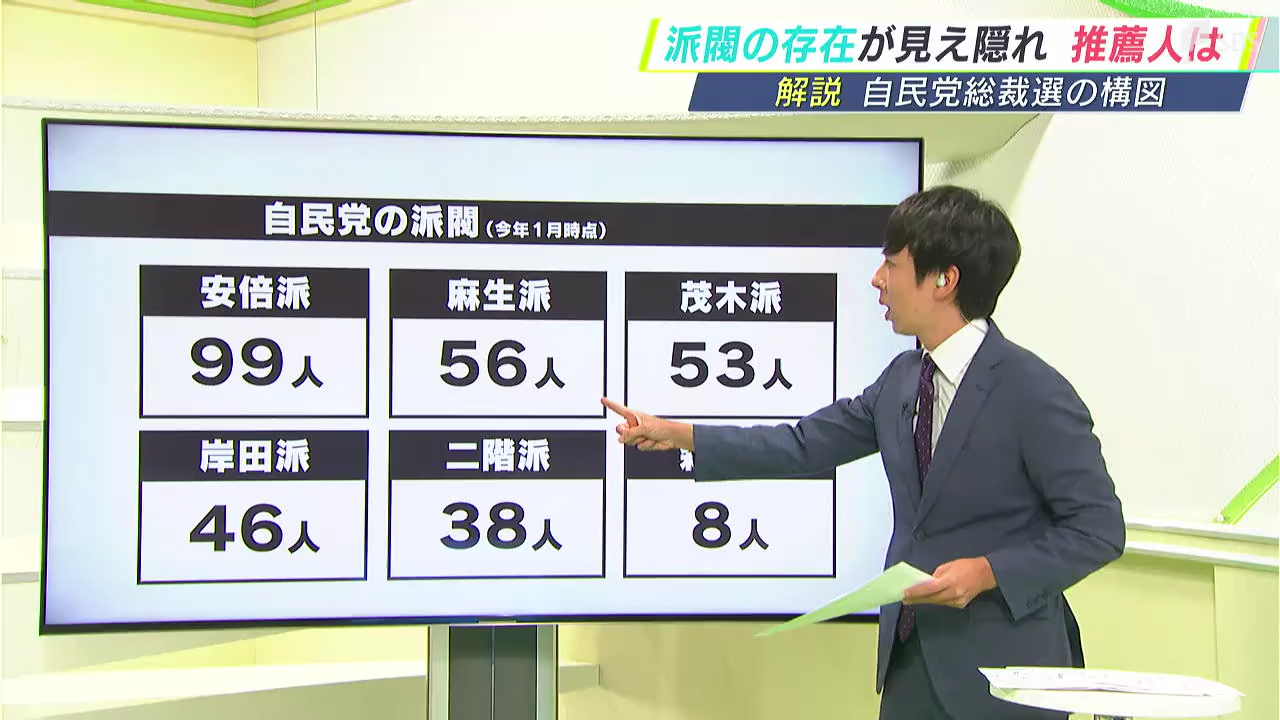 派閥の存在が見え隠れ 推薦人は
解説 自民党総裁選の構図
自民党の派閥(今年1月時点)
安倍派
99人
麻生派
56人
茂木派
53人
岸田派
46人
二階派
38人
8人